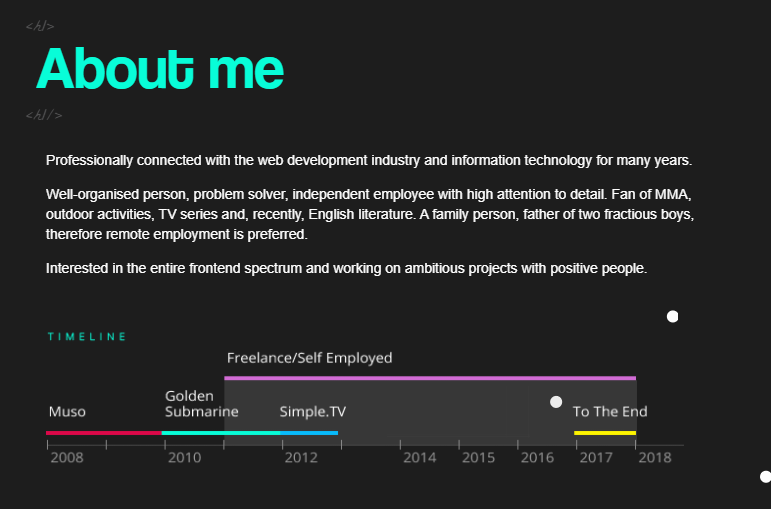 <h1>
About me
<h1/>
Professionally connected with the web development industry and information technology for many years.
Well-organised person, problem solver, independent employee with high attention to detail. Fan of MMA,
outdoor activities, TV series and, recently, English literature. A family person, father of two fractious boys,
therefore remote employment is preferred.
Interested in the entire frontend spectrum and working on ambitious projects with positive people.
TIMELINE
Freelance/Self Employed
Muso
Golden
Submarine
Simple.TV
To The End
2008 2010 2012 2014 2015 2016 2017 2018